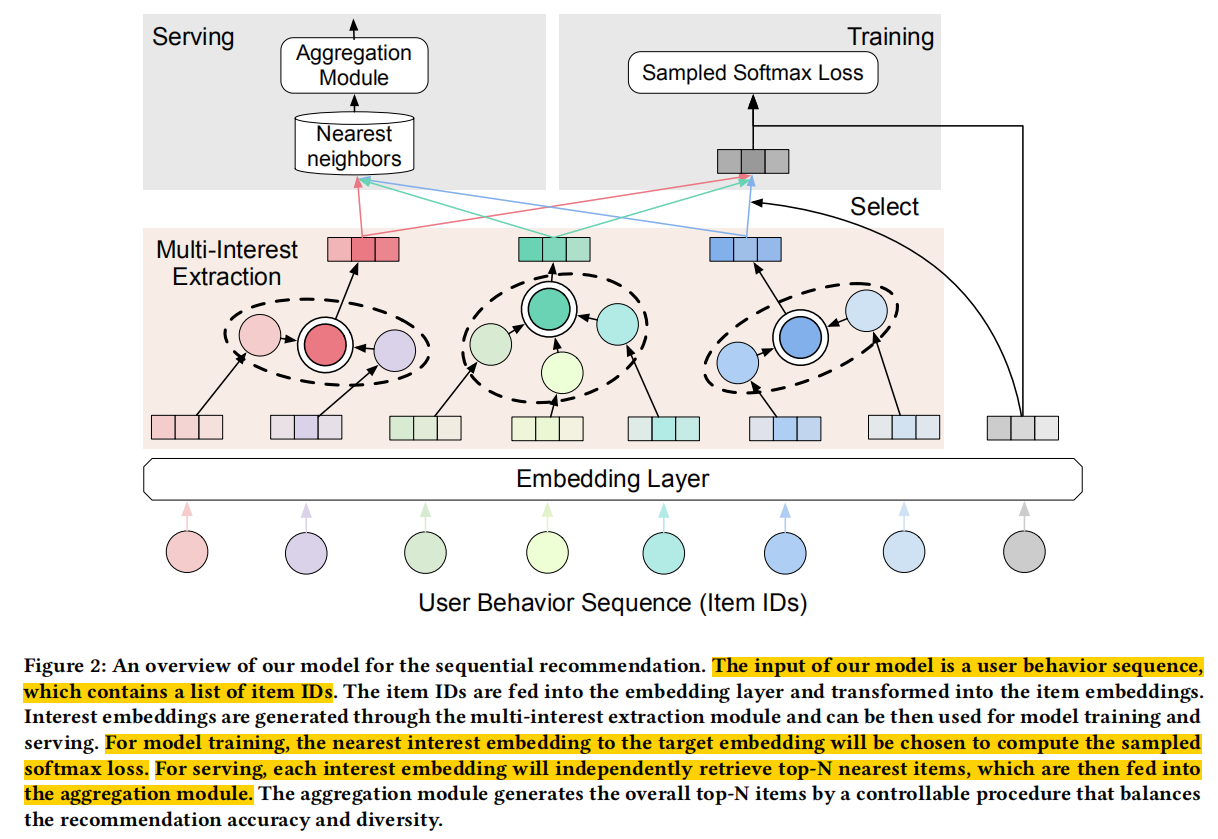 Serving
Training
Aggregation
Module
Sampled Softmax Loss
Nearest
neighbors
Select
Multi-Interest
Extraction
Embedding Layer
User Behavior Sequence (Item IDs)
Figure 2: An overview of our model for the sequential recommendation. The input of our model is a user behavior sequence,
which contains a list of item IDs. The item IDs are fed into the embedding layer and transformed into the item embeddings.
Interest embeddings are generated through the multi-interest extraction module and can be then used for model training and
serving. For model training, the nearest interest embedding to the target embedding will be chosen to compute the sampled
softmax loss. For serving, each interest embedding will independently retrieve top-N nearest items, which are then fed into
the aggregation module. The aggregation module generates the overall top-N items by a controllable procedure that balances
the recommendation accuracy and diversity.